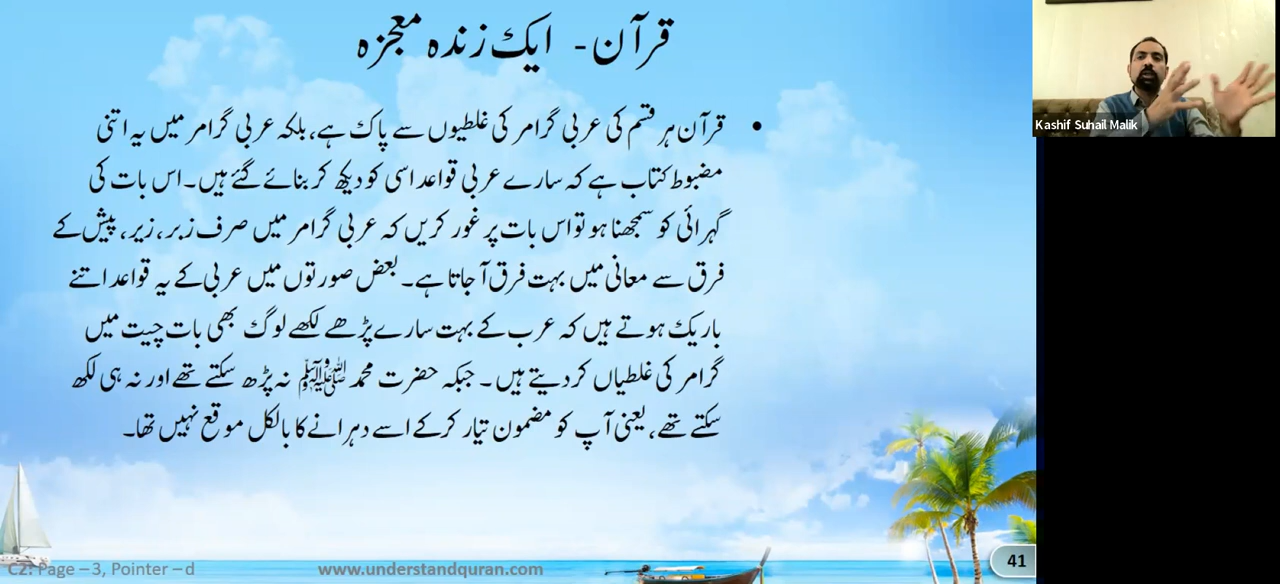 قرآن - ایک زندہ معجزہ
• قرآن ہر قسم کی عربی گرامر کی غلطیوں سے پاک ہے، بلکہ عربی گرامر میں یہ اتنی
مضبوط کتاب ہے کہ سارے عربی قواعد اسی کو دیکھ کر بنائے گئے ہیں۔ اس بات کی
گہرائی کو سمجھنا ہو تو اس بات پر غور کریں کہ عربی گرامر میں صرف زبر، زیر، پیش کے
فرق سے معانی میں بہت فرق آ جاتا ہے۔ بعض صورتوں میں عربی کے یہ قواعد اتنے
باریک ہوتے ہیں کہ عرب کے بہت سارے پڑھے لکھے لوگ بھی بات چیت میں
گرامر کی غلطیاں کر دیتے ہیں۔ جبکہ حضرت محمد ﷺ نہ پڑھ سکتے تھے اور نہ ہی لکھ
سکتے تھے، یعنی آپ کو مضمون تیار کر کے اسے دہرانے کا بالکل موقع نہیں تھا۔
Kashif Suhail Malik
C2: Page – 3, Pointer – d
www.understandquran.com
41